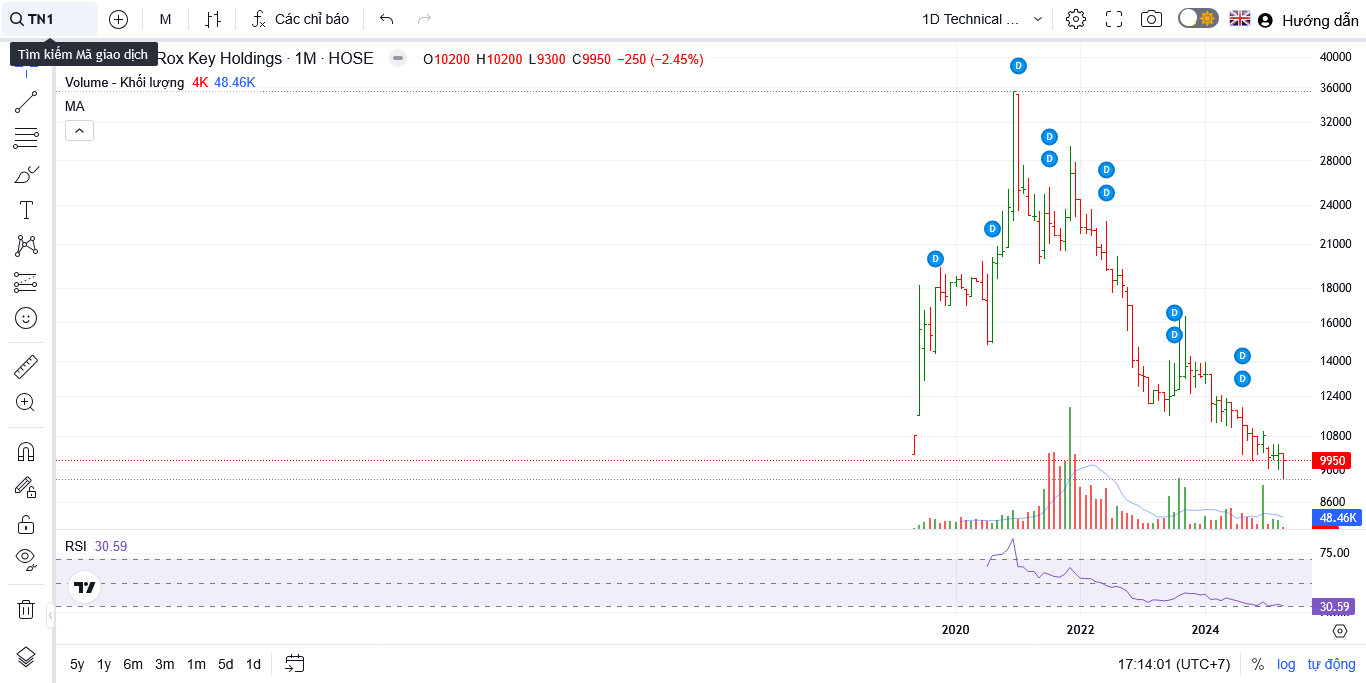 TN1
M
Các chỉ báo
1D Technical ...
Hướng dẫn
Tìm kiếm Mã giao dịch
Rox Key Holdings · 1M · HOSE
O10200 H10200 L9300 C9950 −250 (−2.45%)
Volume - Khối lượng 4K 48.46K
MA
D
D
D
D
D
D
D
D
D
D
D
40000
36000
32000
28000
24000
21000
18000
16000
14000
12400
10800
9950
8600
48.46K
RSI 30.59
75.00
30.59
2020 2022 2024
5y 1y 6m 3m 1m 5d 1d
17:14:01 (UTC+7) % log tự động